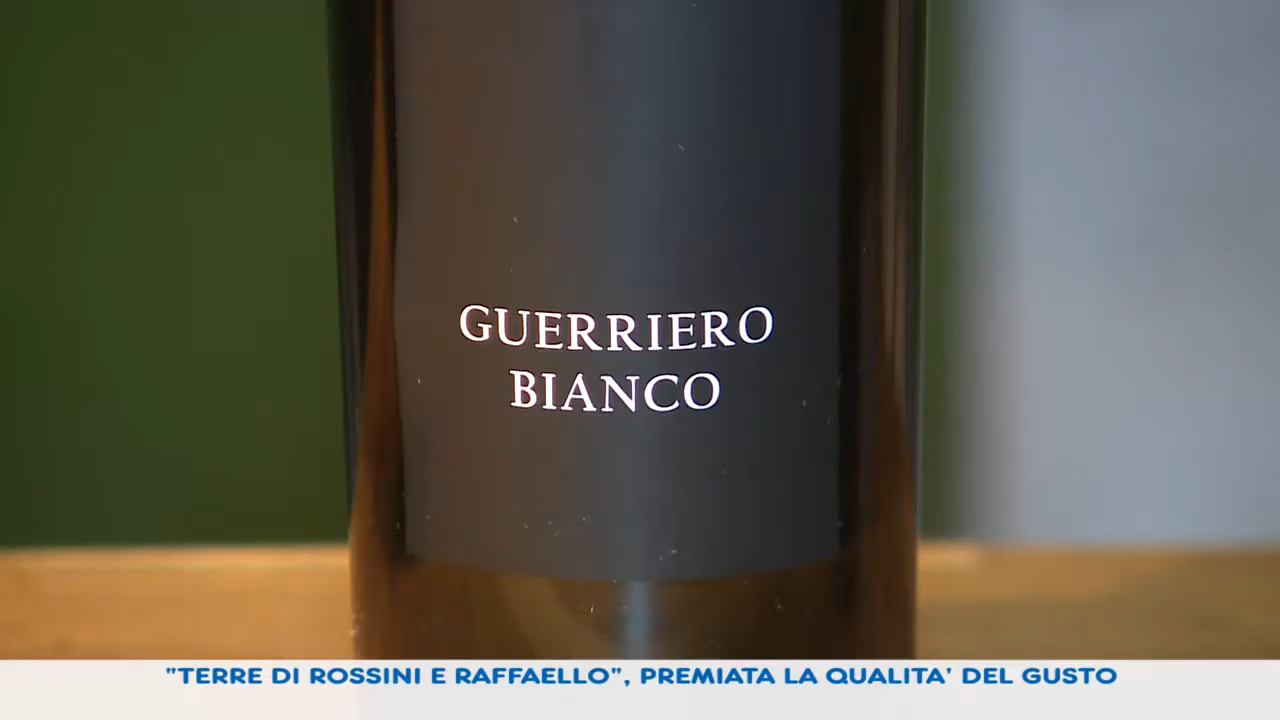 GUERRIERO
BIANCO
"TERRE DI ROSSINI E RAFFAELLO", PREMIATA LA QUALITA' DEL GUSTO